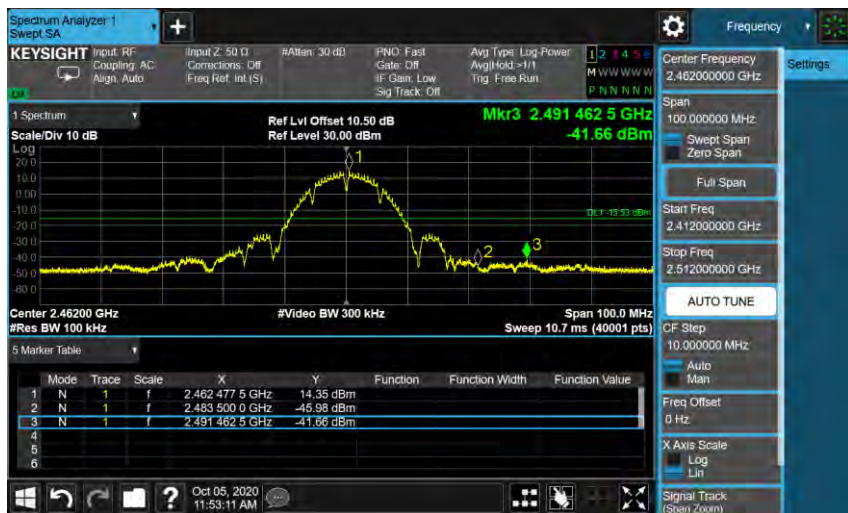 Spectrum Analyzer 1
Swept SA
+
Frequency
KEYSIGHT
Input: RF
Coupling: AC
Align: Auto
Input Z: 50 Ω
Corrections: Off
Freq Ref: Int (S)
#Atten: 30 dB
PNO: Fast
Gate: Off
IF Gain: Low
Sig Track: Off
Avg Type: Log-Power
Avg|Hold:>1/1
Trig: Free Run
1 2 3 4 5 6
M W W W W W
P N N N N N
Settings
1 Spectrum
Scale/Div 10 dB
Ref Lvl Offset 10.50 dB
Ref Level 30.00 dBm
Mkr3 2.491 462 5 GHz
-41.66 dBm
Log
20.0
10.0
0.00
-10.0
-20.0
-30.0
-40.0
-50.0
-60.0
1
2
3
DL1 -15.53 dBm
Center 2.46200 GHz
#Res BW 100 kHz
#Video BW 300 kHz
Span 100.0 MHz
Sweep 10.7 ms (40001 pts)
5 Marker Table
Mode Trace Scale X Y Function Function Width Function Value
1 N 1 f 2.462 477 5 GHz 14.35 dBm
2 N 1 f 2.483 500 0 GHz -45.98 dBm
3 N 1 f 2.491 462 5 GHz -41.66 dBm
4
5
6
Center Frequency
2.462000000 GHz
Span
100.000000 MHz
Swept Span
Zero Span
Full Span
Start Freq
2.412000000 GHz
Stop Freq
2.512000000 GHz
AUTO TUNE
CF Step
10.000000 MHz
Auto
Man
Freq Offset
0 Hz
X Axis Scale
Log
Lin
Signal Track
(Span Zoom)
?
Oct 05, 2020
11:53:11 AM